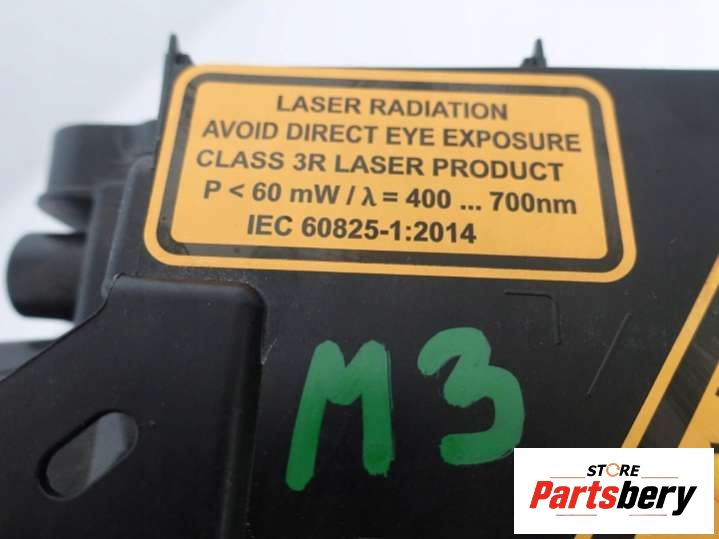 LASER RADIATION
AVOID DIRECT EYE EXPOSURE
CLASS 3R LASER PRODUCT
P < 60 mW / λ = 400 ... 700nm
IEC 60825-1:2014
M3
STORE
Partsbery